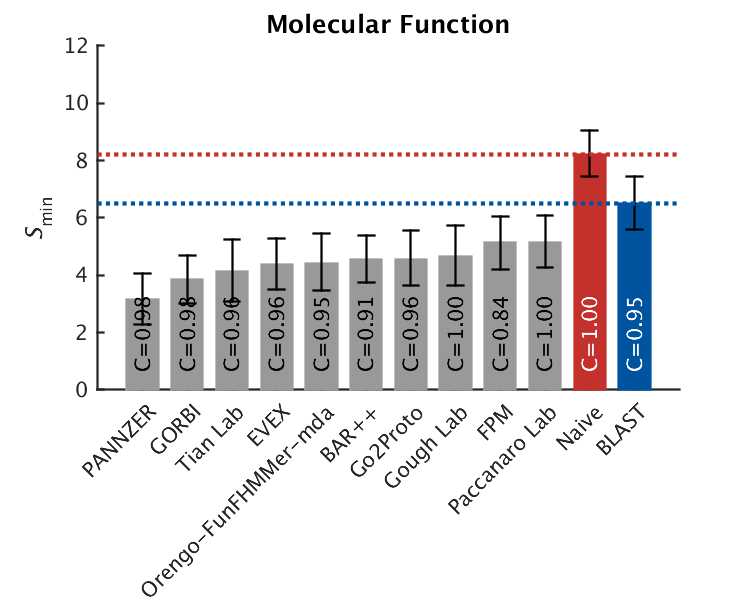 Molecular Function
12
10
8
6
4
2
0
Smin
C=0.98
C=0.98
C=0.96
C=0.96
C=0.95
C=0.91
C=0.96
C=1.00
C=0.84
C=1.00
C=1.00
C=0.95
PANNZER
GORBI
Tian Lab
EVEX
Orengo-FunFHMMer-mda
BAR++
Go2Proto
Gough Lab
FPM
Paccanaro Lab
Naive
BLAST